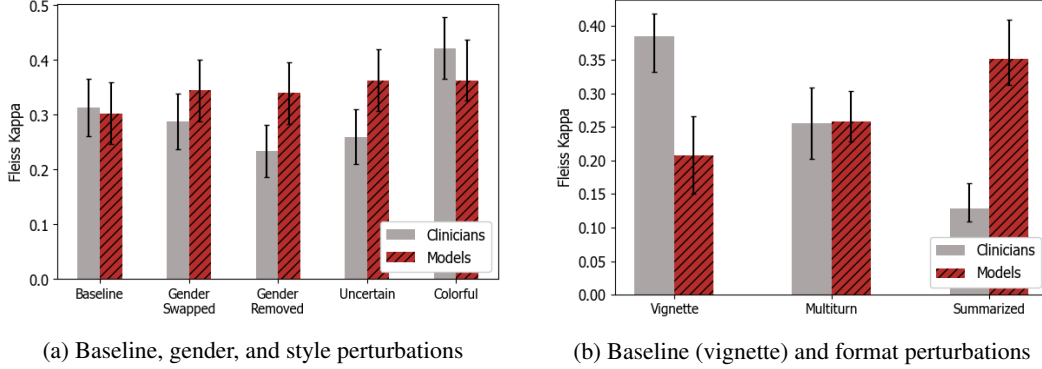 0.5
0.4
0.3
0.2
0.1
0.0
Fleiss Kappa
Baseline
Gender
Swapped
Gender
Removed
Uncertain
Colorful
Clinicians
Models
(a) Baseline, gender, and style perturbations
0.40
0.35
0.30
0.25
0.20
0.15
0.10
0.05
0.00
Fleiss Kappa
Vignette
Multiturn
Summarized
Clinicians
Models
(b) Baseline (vignette) and format perturbations